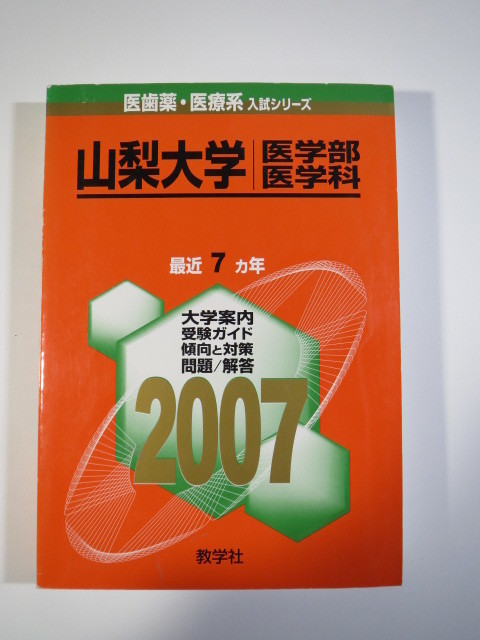 医歯薬・医療系 入試シリーズ
山梨大学 医学部
医学科
最近 7 カ年
大学案内
受験ガイド
傾向と対策
問題/解答
2007
教学社